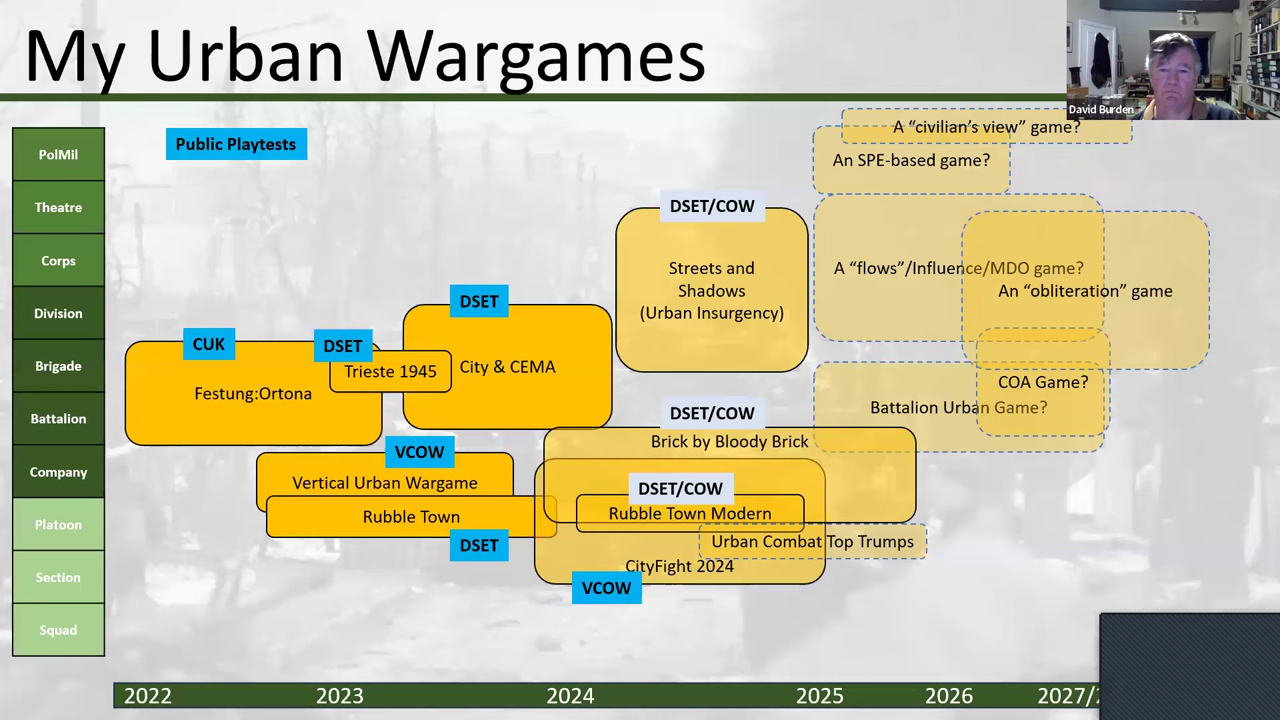 My Urban Wargames
David Burden
PolMil
Theatre
Corps
Division
Brigade
Battalion
Company
Platoon
Section
Squad
Public Playtests
CUK
Festung:Ortona
DSET
Trieste 1945
DSET
City & CEMA
VCOW
Vertical Urban Wargame
Rubble Town
DSET
DSET/COW
Streets and
Shadows
(Urban Insurgency)
DSET/COW
Brick by Bloody Brick
DSET/COW
Rubble Town Modern
Urban Combat Top Trumps
CityFight 2024
VCOW
A “civilian’s view” game?
An SPE-based game?
A “flows”/Influence/MDO game?
An “obliteration” game
COA Game?
Battalion Urban Game?
2022
2023
2024
2025
2026
2027/